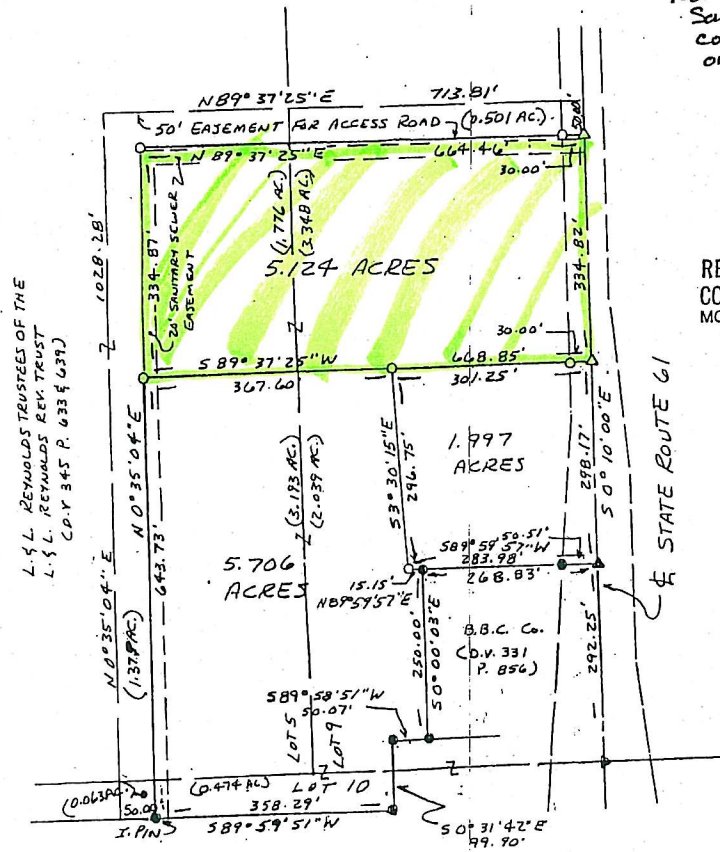 Sa
Co
O
N 89° 37' 25" E 713.81'
50' EASEMENT FOR ACCESS ROAD (0.501 AC.)
50.00'
N 89° 37' 25" E 664.46'
30.00'
1028.28'
334.87'
20' SANITARY SEWER
EASEMENT
(1.776 AC.)
(3.348 AC.)
5.124 ACRES
334.82'
RE
CO
MO
30.00'
S 89° 37' 25" W 668.85'
367.60' 301.25'
L. & L. REYNOLDS TRUSTEES OF THE
L. & L. REYNOLDS REV. TRUST
(D.V. 345 P. 633 & 639)
N 0° 35' 04" E
N 0° 35' 04" E
643.73'
(3.193 AC.)
(2.039 AC.)
S 3° 30' 15" E
296.75'
1.997
ACRES
298.17'
S 0° 10' 00" E
℄ STATE ROUTE 61
5.706
ACRES
50.51'
S 89° 59' 57" W
283.98'
268.83'
15.15'
N 89° 59' 57" E
250.00'
S 0° 00' 03" E
B.B.C. Co.
(D.V. 331
P. 856)
292.25'
S 89° 58' 51" W
50.07'
LOT 5
LOT 9
(0.063 AC.)
(0.474 AC.)
LOT 10
50.00'
358.29'
I. PIN
S 89° 59' 51" W
S 0° 31' 42" E
99.90'